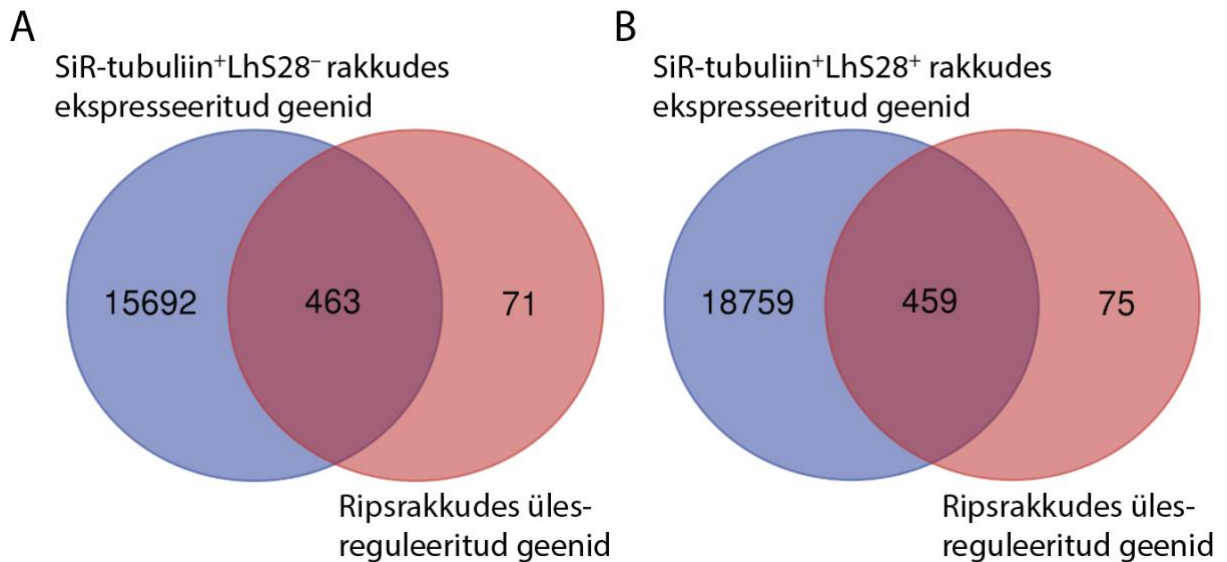 A
SiR-tubuliin⁺LhS28⁻ rakkudes
ekspresseeritud geenid
15692
463
71
Ripsrakkudes üles-
reguleeritud geenid
B
SiR-tubuliin⁺LhS28⁺ rakkudes
ekspresseeritud geenid
18759
459
75
Ripsrakkudes üles-
reguleeritud geenid